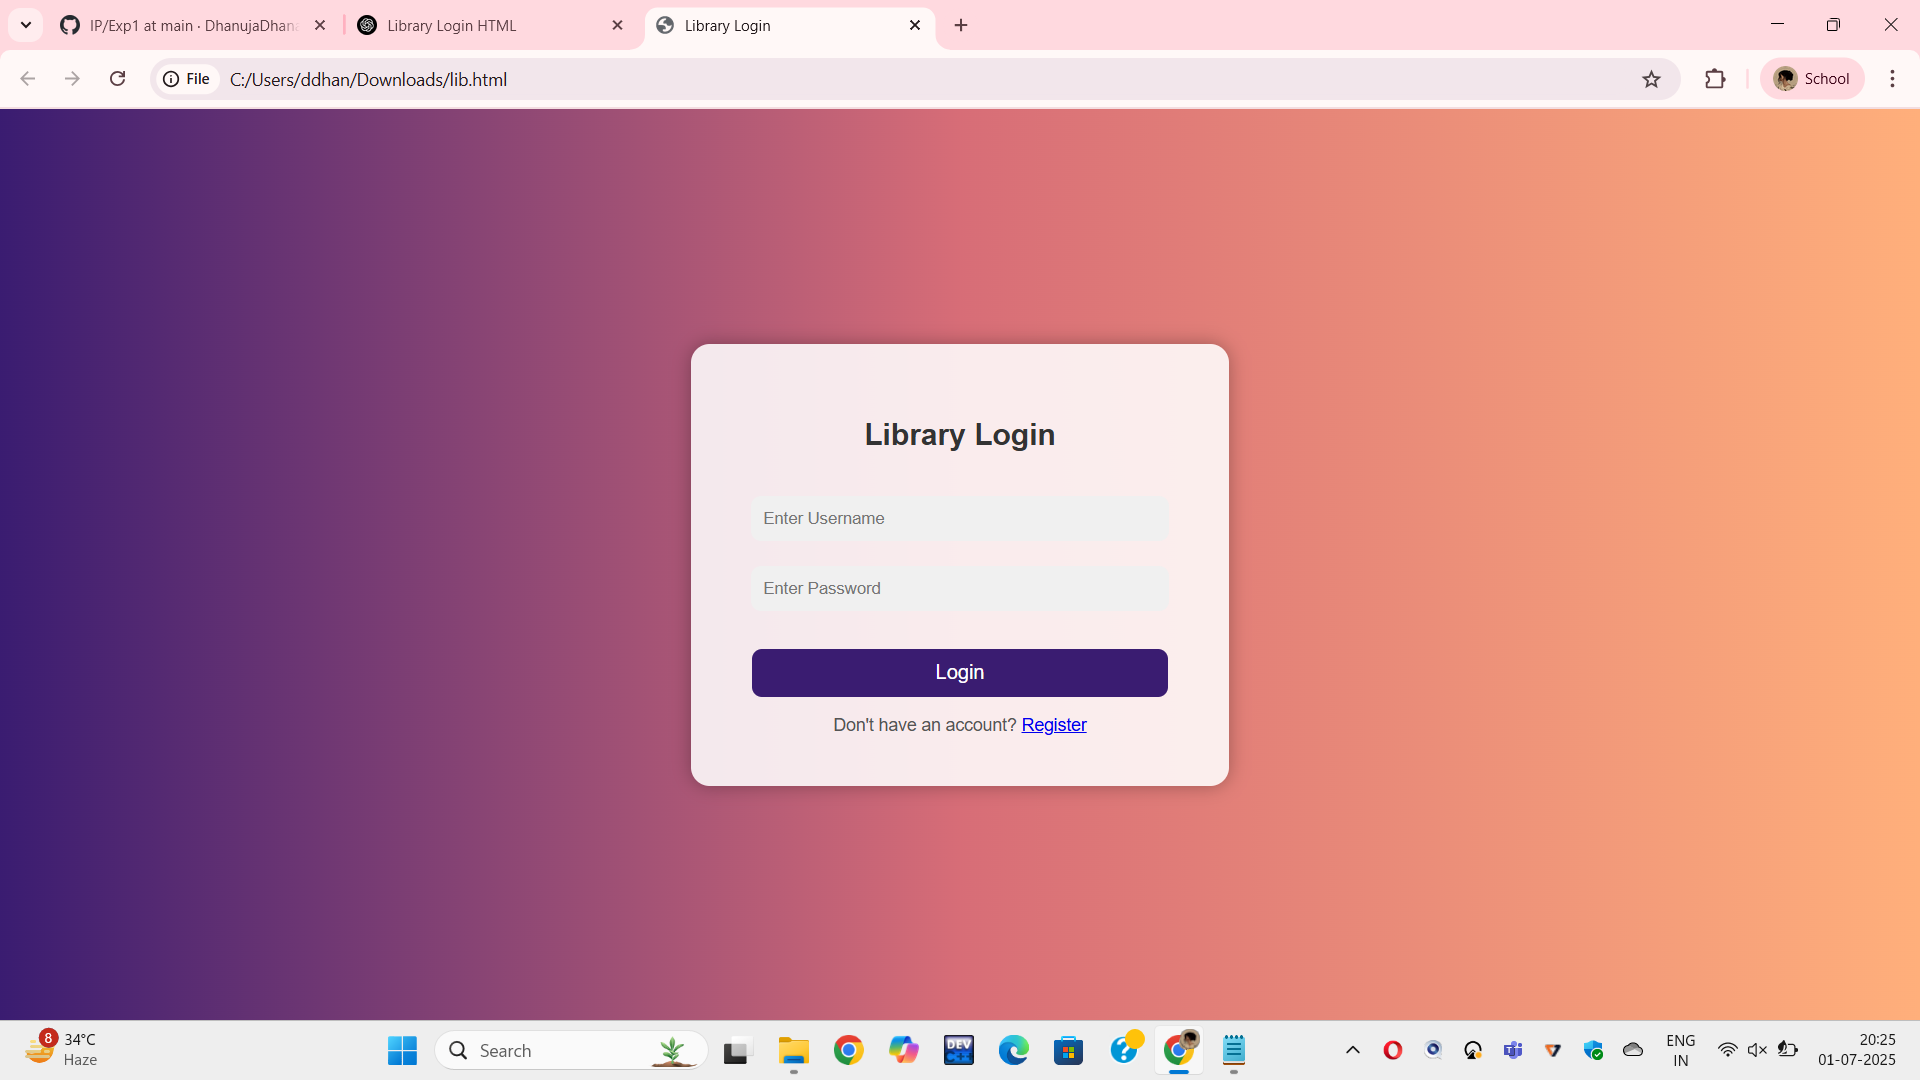 IP/Exp1 at main · DhanujaDhana
Library Login HTML
Library Login
File
C:/Users/ddhan/Downloads/lib.html
School
Library Login
Enter Username
Enter Password
Login
Don't have an account? Register
8
34°C
Haze
Search
DEV
C++
ENG
IN
20:25
01-07-2025